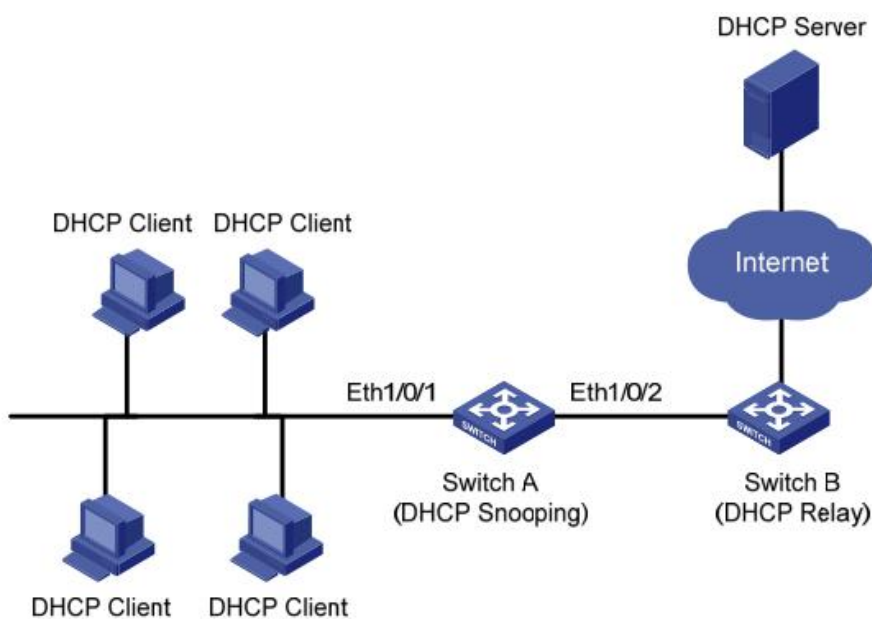 DHCP Server
DHCP Client
DHCP Client
Internet
Eth1/0/1
Eth1/0/2
SWITCH
SWITCH
Switch A
(DHCP Snooping)
Switch B
(DHCP Relay)
DHCP Client
DHCP Client